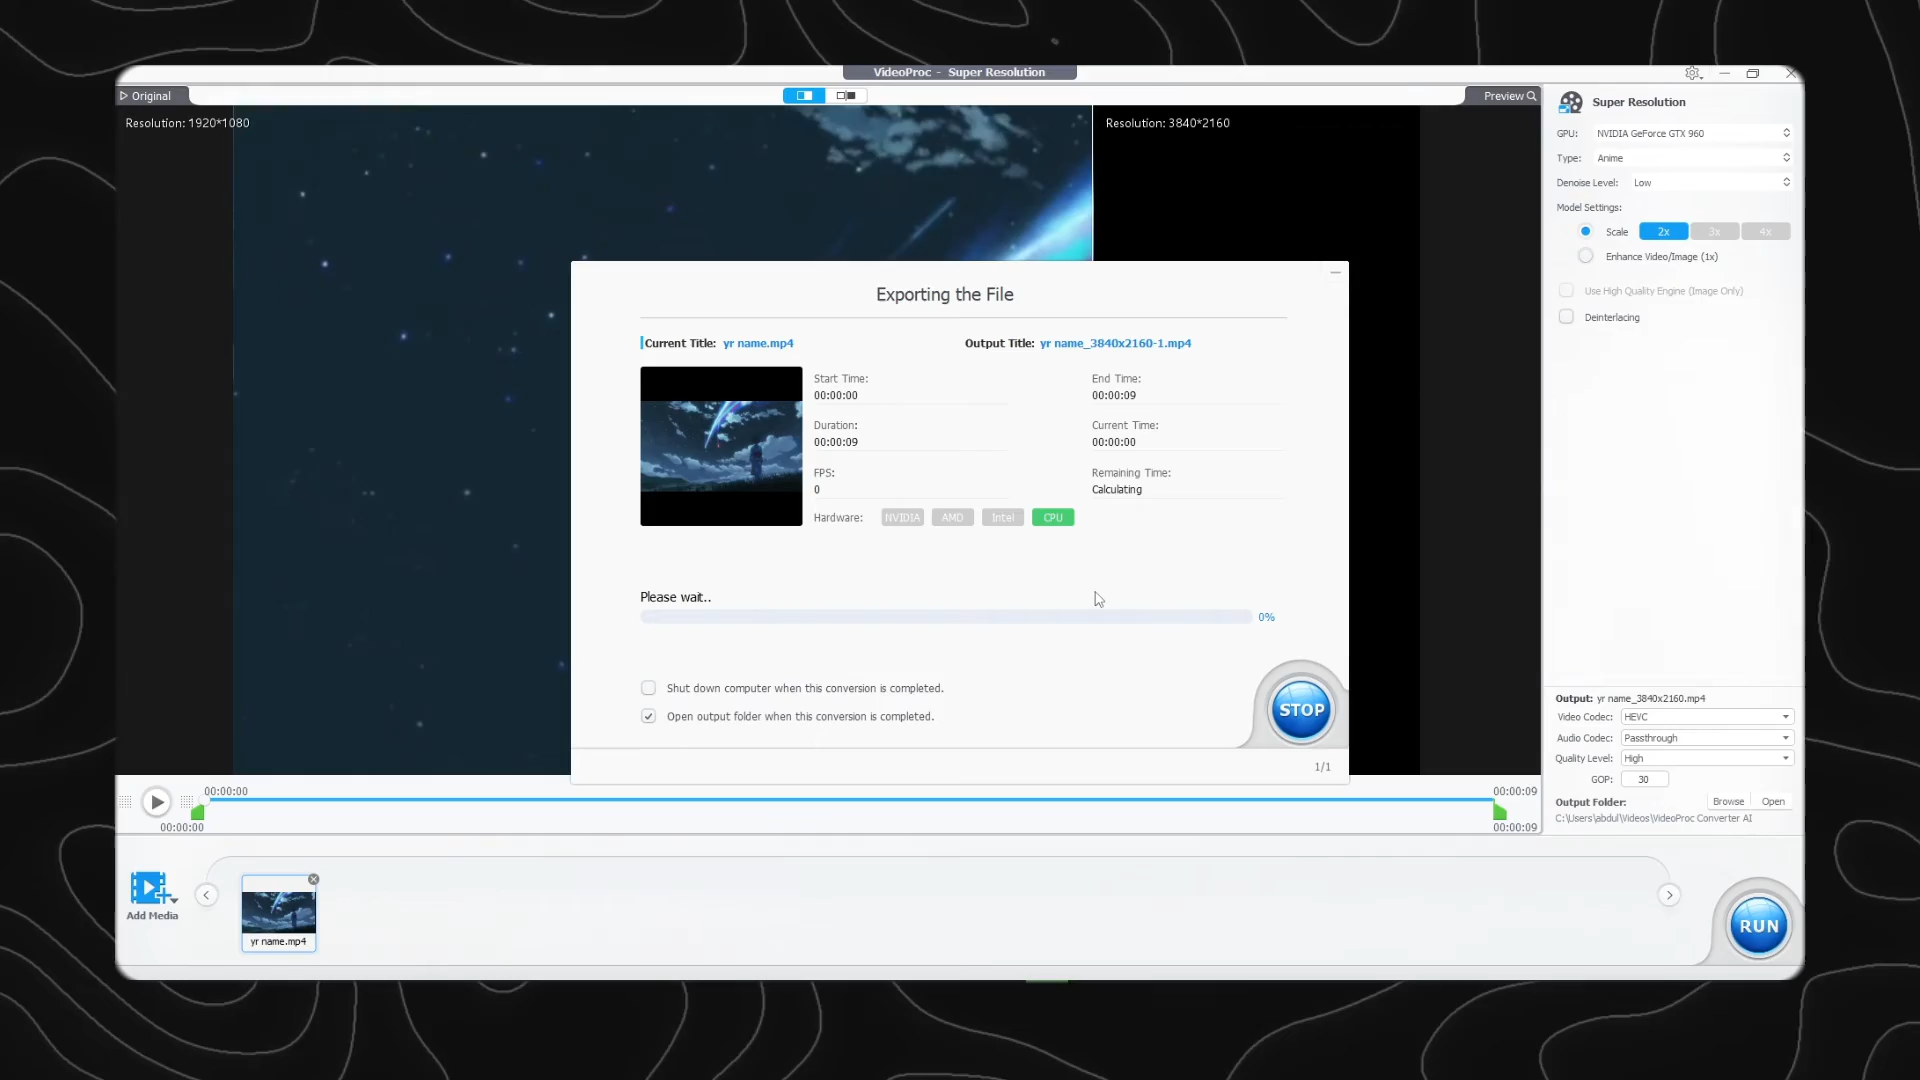 VideoProc - Super Resolution
Original
Preview
Resolution: 1920*1080
Resolution: 3840*2160
Exporting the File
Current Title: yr name.mp4
Output Title: yr name_3840x2160-1.mp4
Start Time:
00:00:00
End Time:
00:00:09
Duration:
00:00:09
Current Time:
00:00:00
FPS:
0
Remaining Time:
Calculating
Hardware: NVIDIA AMD Intel CPU
Please wait..
0%
Shut down computer when this conversion is completed.
Open output folder when this conversion is completed.
STOP
1/1
Super Resolution
GPU: NVIDIA GeForce GTX 960
Type: Anime
Denoise Level: Low
Model Settings:
Scale 2x 3x 4x
Enhance Video/Image (1x)
Use High Quality Engine (Image Only)
Deinterlacing
Output: yr name_3840x2160.mp4
Video Codec: HEVC
Audio Codec: Passthrough
Quality Level: High
GOP: 30
Output Folder: Browse Open
C:\Users\abdul\Videos\VideoProc Converter AI
00:00:00
00:00:09
00:00:00
00:00:09
Add Media
yr name.mp4
RUN